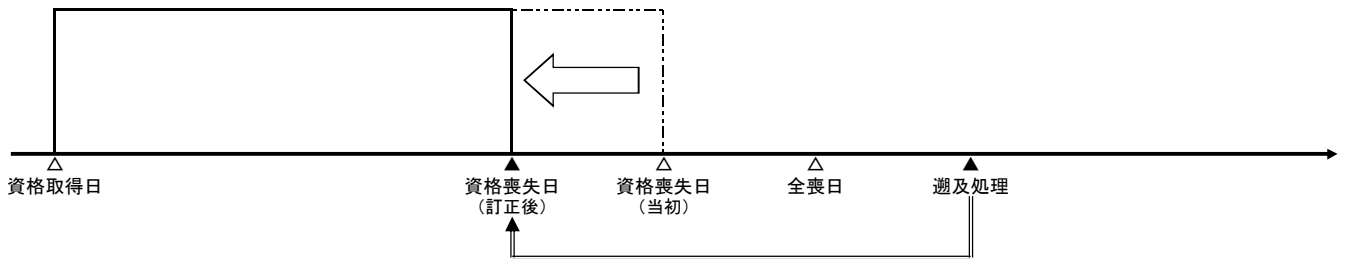 資格取得日
資格喪失日
（訂正後）
資格喪失日
（当初）
全喪日
遡及処理